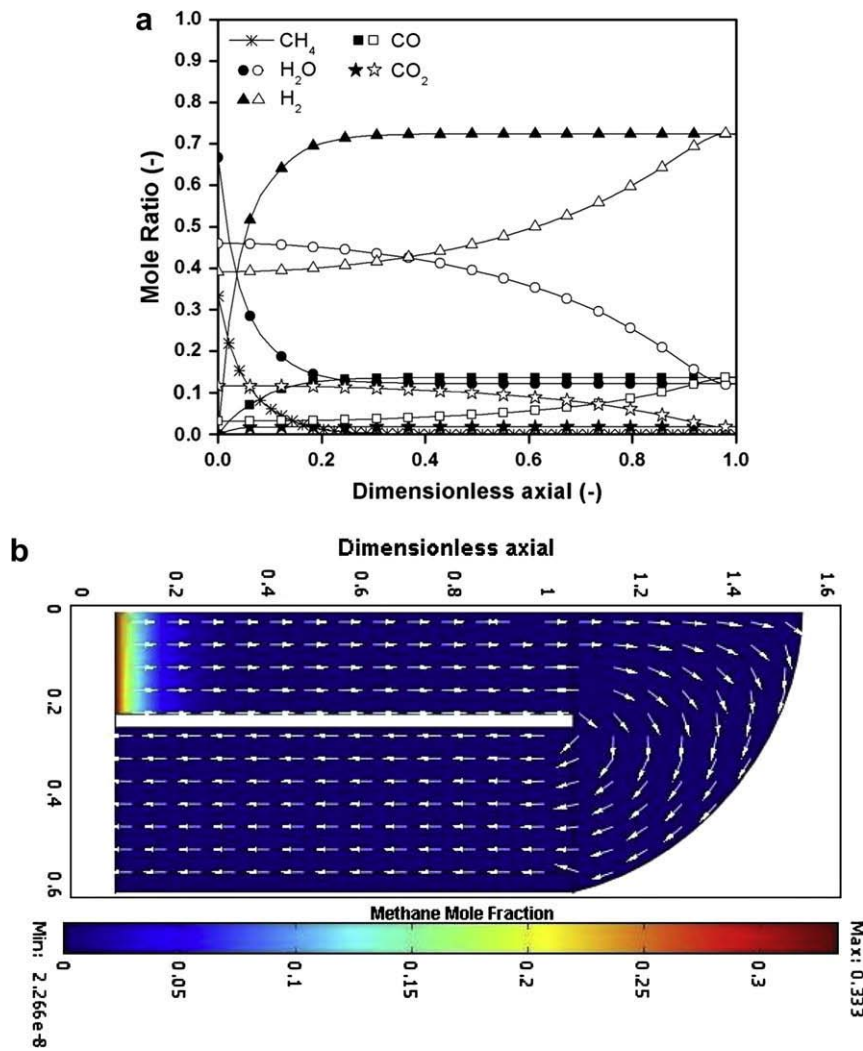 a
1.0
0.9
0.8
0.7
0.6
0.5
0.4
0.3
0.2
0.1
0.0
Mole Ratio (-)
CH4
CO
H2O
CO2
H2
0.0 0.2 0.4 0.6 0.8 1.0
Dimensionless axial (-)
b
Dimensionless axial
0 0.2 0.4 0.6 0.8 1 1.2 1.4 1.6
0
0.2
0.4
0.6
Methane Mole Fraction
Min: 2.266e-8
Max: 0.333
0 0.05 0.1 0.15 0.2 0.25 0.3